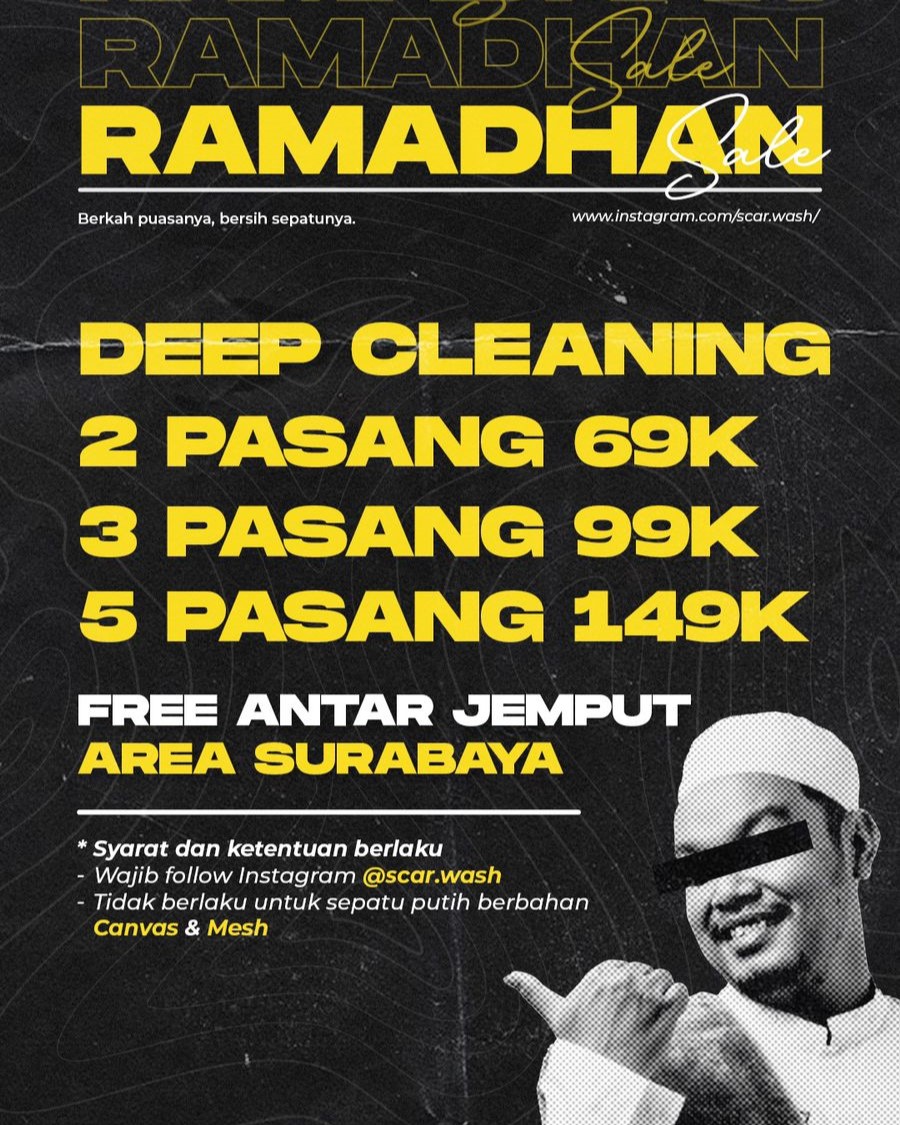 RAMADHAN Sale
RAMADHAN Sale
Berkah puasanya, bersih sepatunya.
www.instagram.com/scar.wash/
DEEP CLEANING
2 PASANG 69K
3 PASANG 99K
5 PASANG 149K
FREE ANTAR JEMPUT
AREA SURABAYA
* Syarat dan ketentuan berlaku
- Wajib follow Instagram @scar.wash
- Tidak berlaku untuk sepatu putih berbahan
Canvas & Mesh